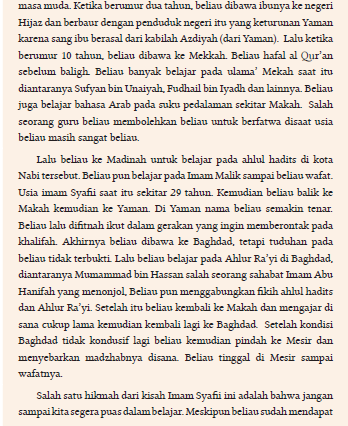 masa muda. Ketika berumur dua tahun, beliau dibawa ibunya ke negeri
Hijaz dan berbaur dengan penduduk negeri itu yang keturunan Yaman
karena sang ibu berasal dari kabilah Azdiyah (dari Yaman). Lalu ketika
berumur 10 tahun, beliau dibawa ke Mekkah. Beliau hafal al Qur’an
sebelum baligh. Beliau banyak belajar pada ulama’ Mekah saat itu
diantaranya Sufyan bin Unaiyah, Fudhail bin Iyadh dan lainnya. Beliau
juga belajar bahasa Arab pada suku pedalaman sekitar Makah. Salah
seorang guru beliau membolehkan beliau untuk berfatwa disaat usia
beliau masih sangat beliau.
Lalu beliau ke Madinah untuk belajar pada ahlul hadits di kota
Nabi tersebut. Beliau pun belajar pada Imam Malik sampai beliau wafat.
Usia imam Syafii saat itu sekitar 29 tahun. Kemudian beliau balik ke
Makah kemudian ke Yaman. Di Yaman nama beliau semakin tenar.
Beliau lalu difitnah ikut dalam gerakan yang ingin memberontak pada
khalifah. Akhirnya beliau dibawa ke Baghdad, tetapi tuduhan pada
beliau tidak terbukti. Lalu beliau belajar pada Ahlur Ra’yi di Baghdad,
diantaranya Mumammad bin Hassan salah seorang sahabat Imam Abu
Hanifah yang menonjol, Beliau pun menggabungkan fikih ahlul hadits
dan Ahlur Ra’yi. Setelah itu beliau kembali ke Makah dan mengajar di
sana cukup lama kemudian kembali lagi ke Baghdad. Setelah kondisi
Baghdad tidak kondusif lagi beliau kemudian pindah ke Mesir dan
menyebarkan madzhabnya disana. Beliau tinggal di Mesir sampai
wafatnya.
Salah satu hikmah dari kisah Imam Syafii ini adalah bahwa jangan
sampai kita segera puas dalam belajar. Meskipun beliau sudah mendapat